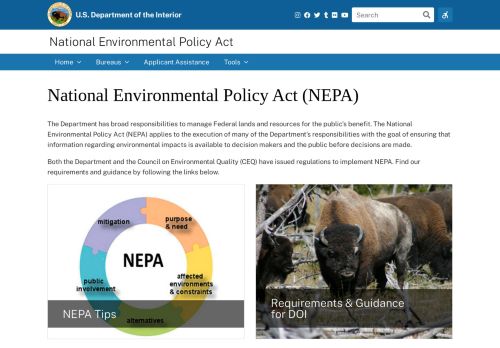 U.S. Department of the Interior
Search
National Environmental Policy Act
Home Bureaus Applicant Assistance Tools
National Environmental Policy Act (NEPA)
The Department has broad responsibilities to manage Federal lands and resources for the public's benefit. The National
Environmental Policy Act (NEPA) applies to the execution of many of the Department's responsibilities with the goal of ensuring that
information regarding environmental impacts is available to decision makers and the public before decisions are made.
Both the Department and the Council on Environmental Quality (CEQ) have issued regulations to implement NEPA. Find our
requirements and guidance by following the links below.
mitigation
purpose
& need
NEPA
public
involvement
affected
environments
& constraints
alternatives
NEPA Tips
Requirements & Guidance
for DOI